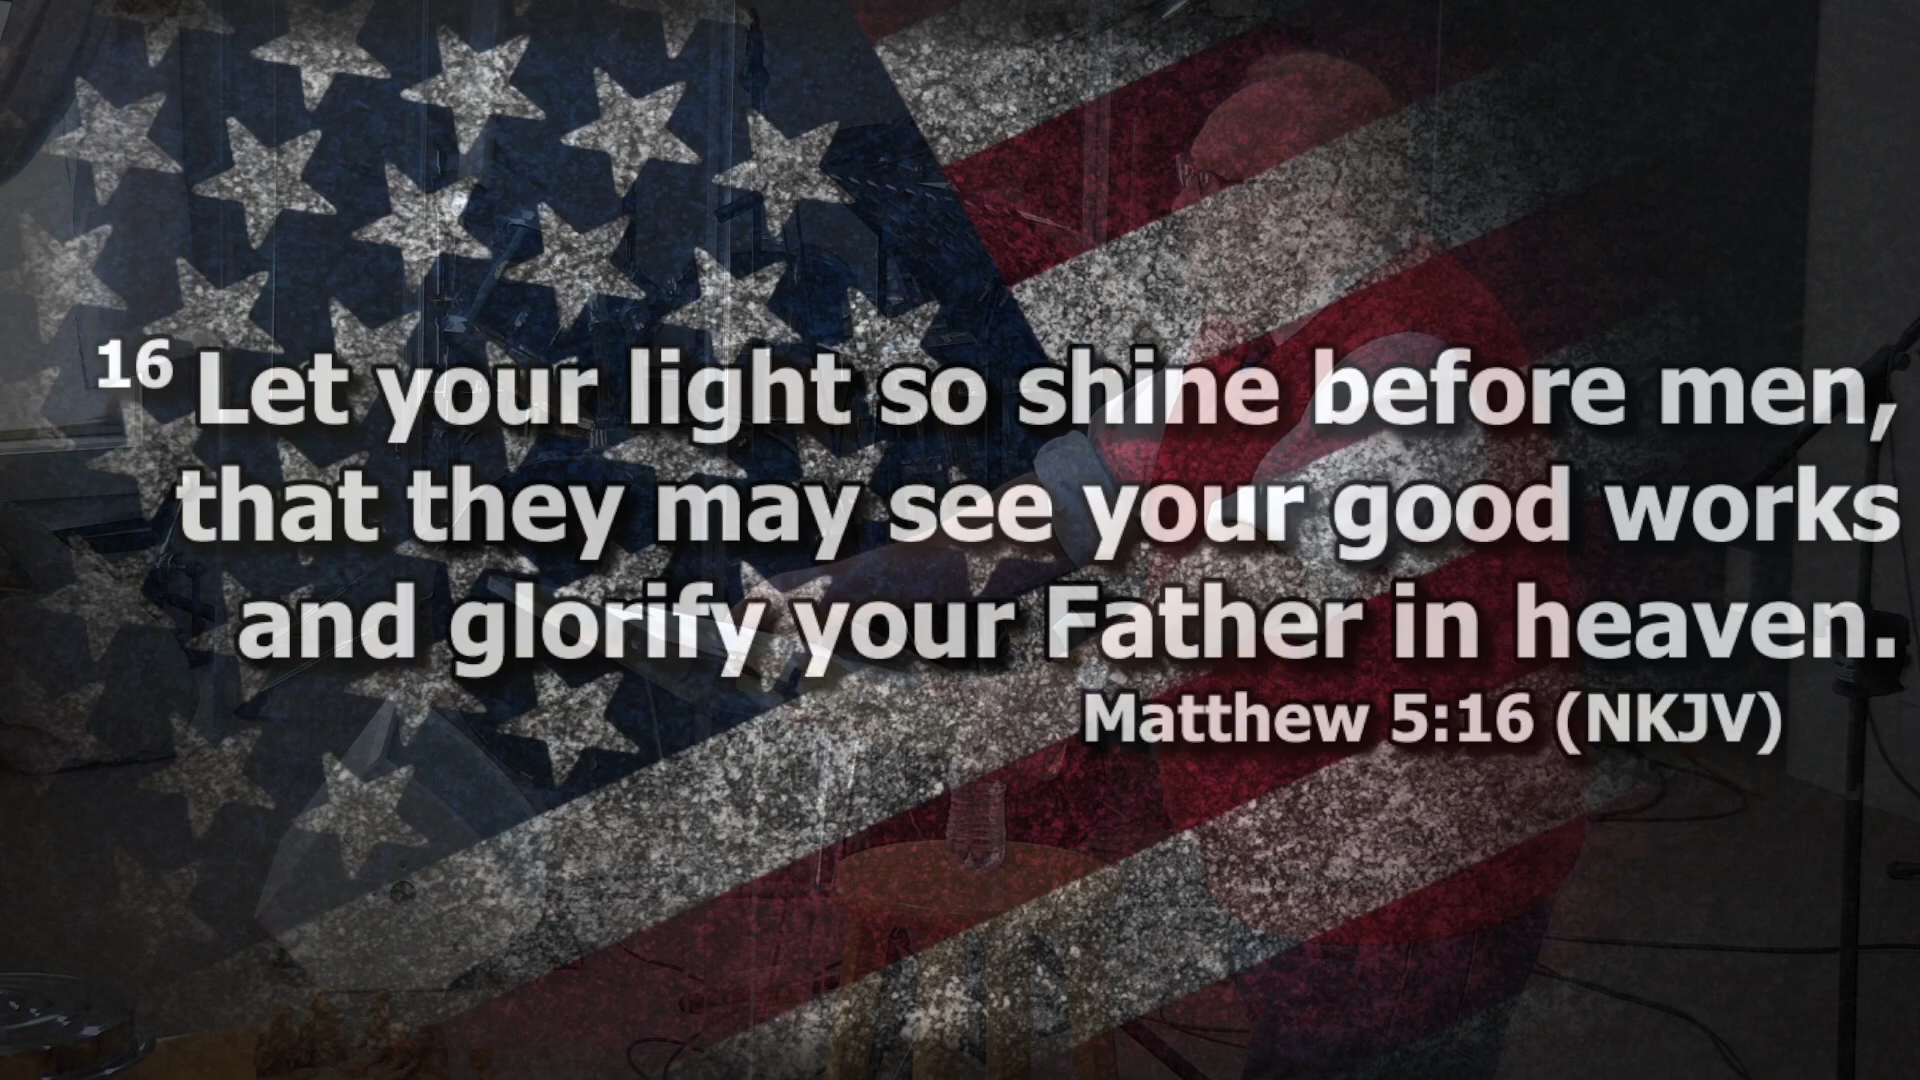 16 Let your light so shine before men,
that they may see your good works
and glorify your Father in heaven.
Matthew 5:16 (NKJV)